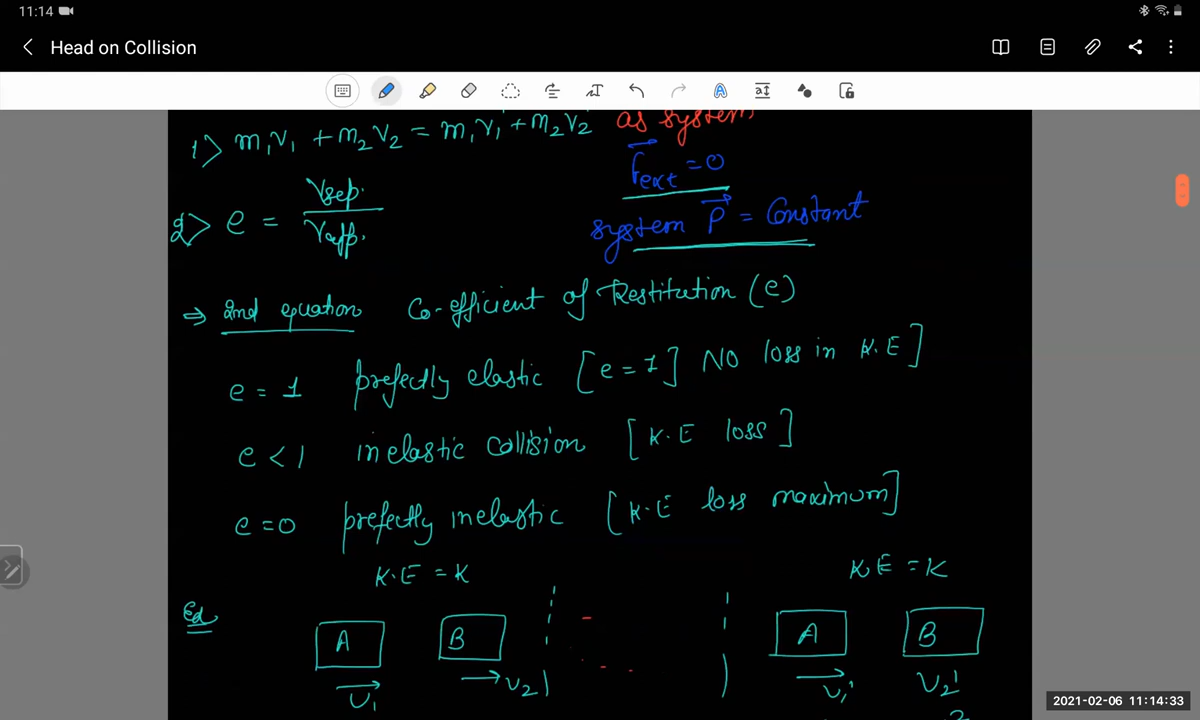 11:14
Head on Collision
1> m₁v₁ + m₂v₂ = m₁v₁' + m₂v₂' as system
F⃗ext = 0
2> e = Vsep. / Vapp.
system P⃗ = Constant
⇒ 2nd equation Co-efficient of Restitution (e)
e = 1 prefectly elastic [e = 1] NO loss in K.E]
e < 1 inelastic collision [K.E loss]
e = 0 prefectly inelastic [K.E loss maximum]
K.E = K K.E = K
A B A B
v₁ v₂ v₁' v₂'
2021-02-06 11:14:33